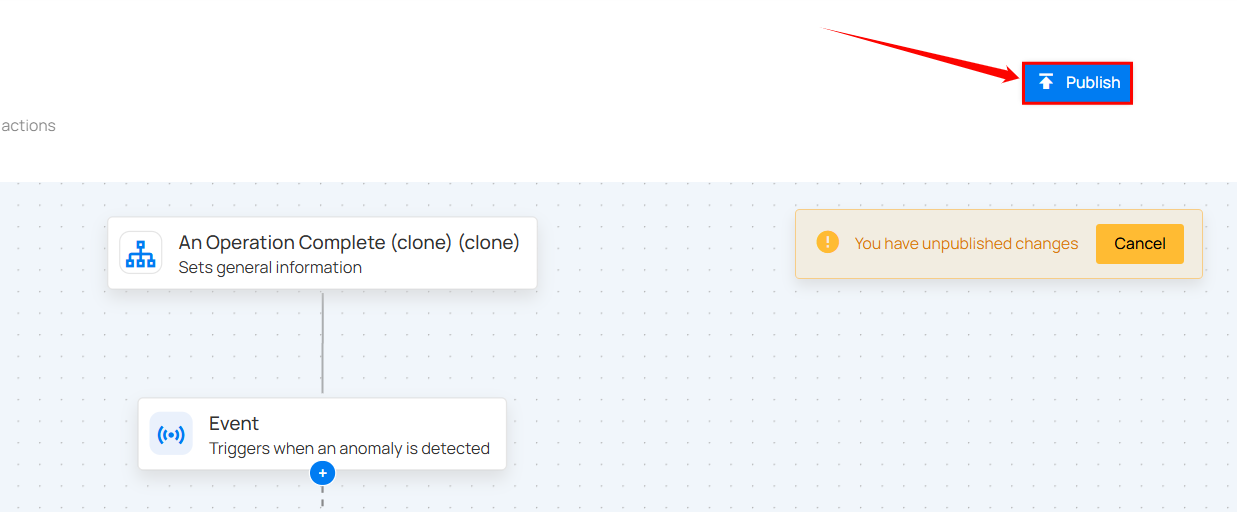 Publish
actions
An Operation Complete (clone) (clone)
Sets general information
You have unpublished changes
Cancel
Event
Triggers when an anomaly is detected